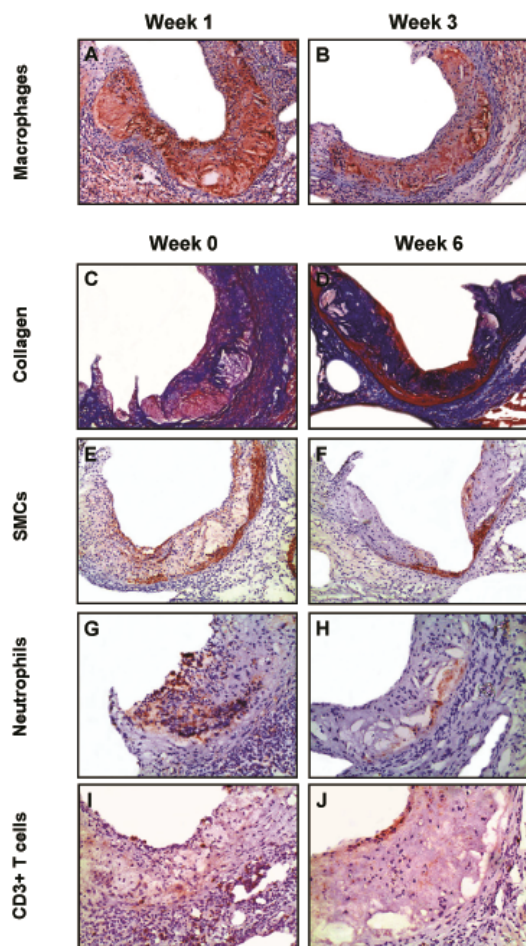 Week 1 Week 3
Macrophages
A B
Week 0 Week 6
Collagen
C D
SMCs
E F
Neutrophils
G H
CD3+ T cells
I J